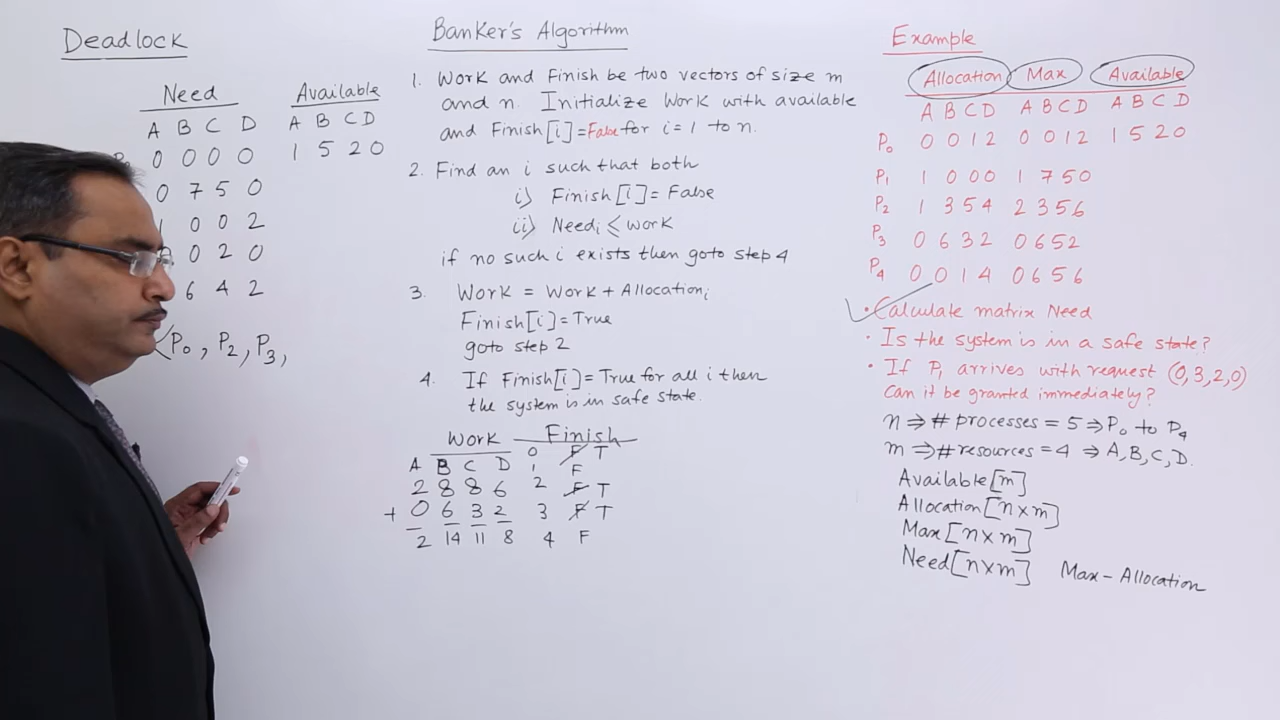 Deadlock
Need Available
A B C D A B C D
0 0 0 0 1 5 2 0
0 7 5 0
1 0 0 2
0 0 2 0
6 4 2
<P0, P2, P3,
Banker's Algorithm
1. Work and Finish be two vectors of size m
and n. Initialize Work with available
and Finish[i]=False for i=1 to n.
2. Find an i such that both
i) Finish[i]=False
ii) Needi ≤ work
if no such i exists then goto step 4
3. Work = Work + Allocationi
Finish[i]=True
goto step 2
4. If Finish[i]=True for all i then
the system is in safe state.
Work Finish
0 F T
A B C D 1 F
2 8 8 6 2 F T
+ 0 6 3 2 3 F T
2 14 11 8 4 F
Example
Allocation Max Available
A B C D A B C D A B C D
P0 0 0 1 2 0 0 1 2 1 5 2 0
P1 1 0 0 0 1 7 5 0
P2 1 3 5 4 2 3 5 6
P3 0 6 3 2 0 6 5 2
P4 0 0 1 4 0 6 5 6
• Calculate matrix Need
• Is the system is in a safe state?
• If P1 arrives with request (0,3,2,0)
Can it be granted immediately?
n ⇒ # processes = 5 ⇒ P0 to P4
m ⇒ # resources = 4 ⇒ A, B, C, D.
Available[m]
Allocation[n×m]
Max[n×m]
Need[n×m] Max - Allocation